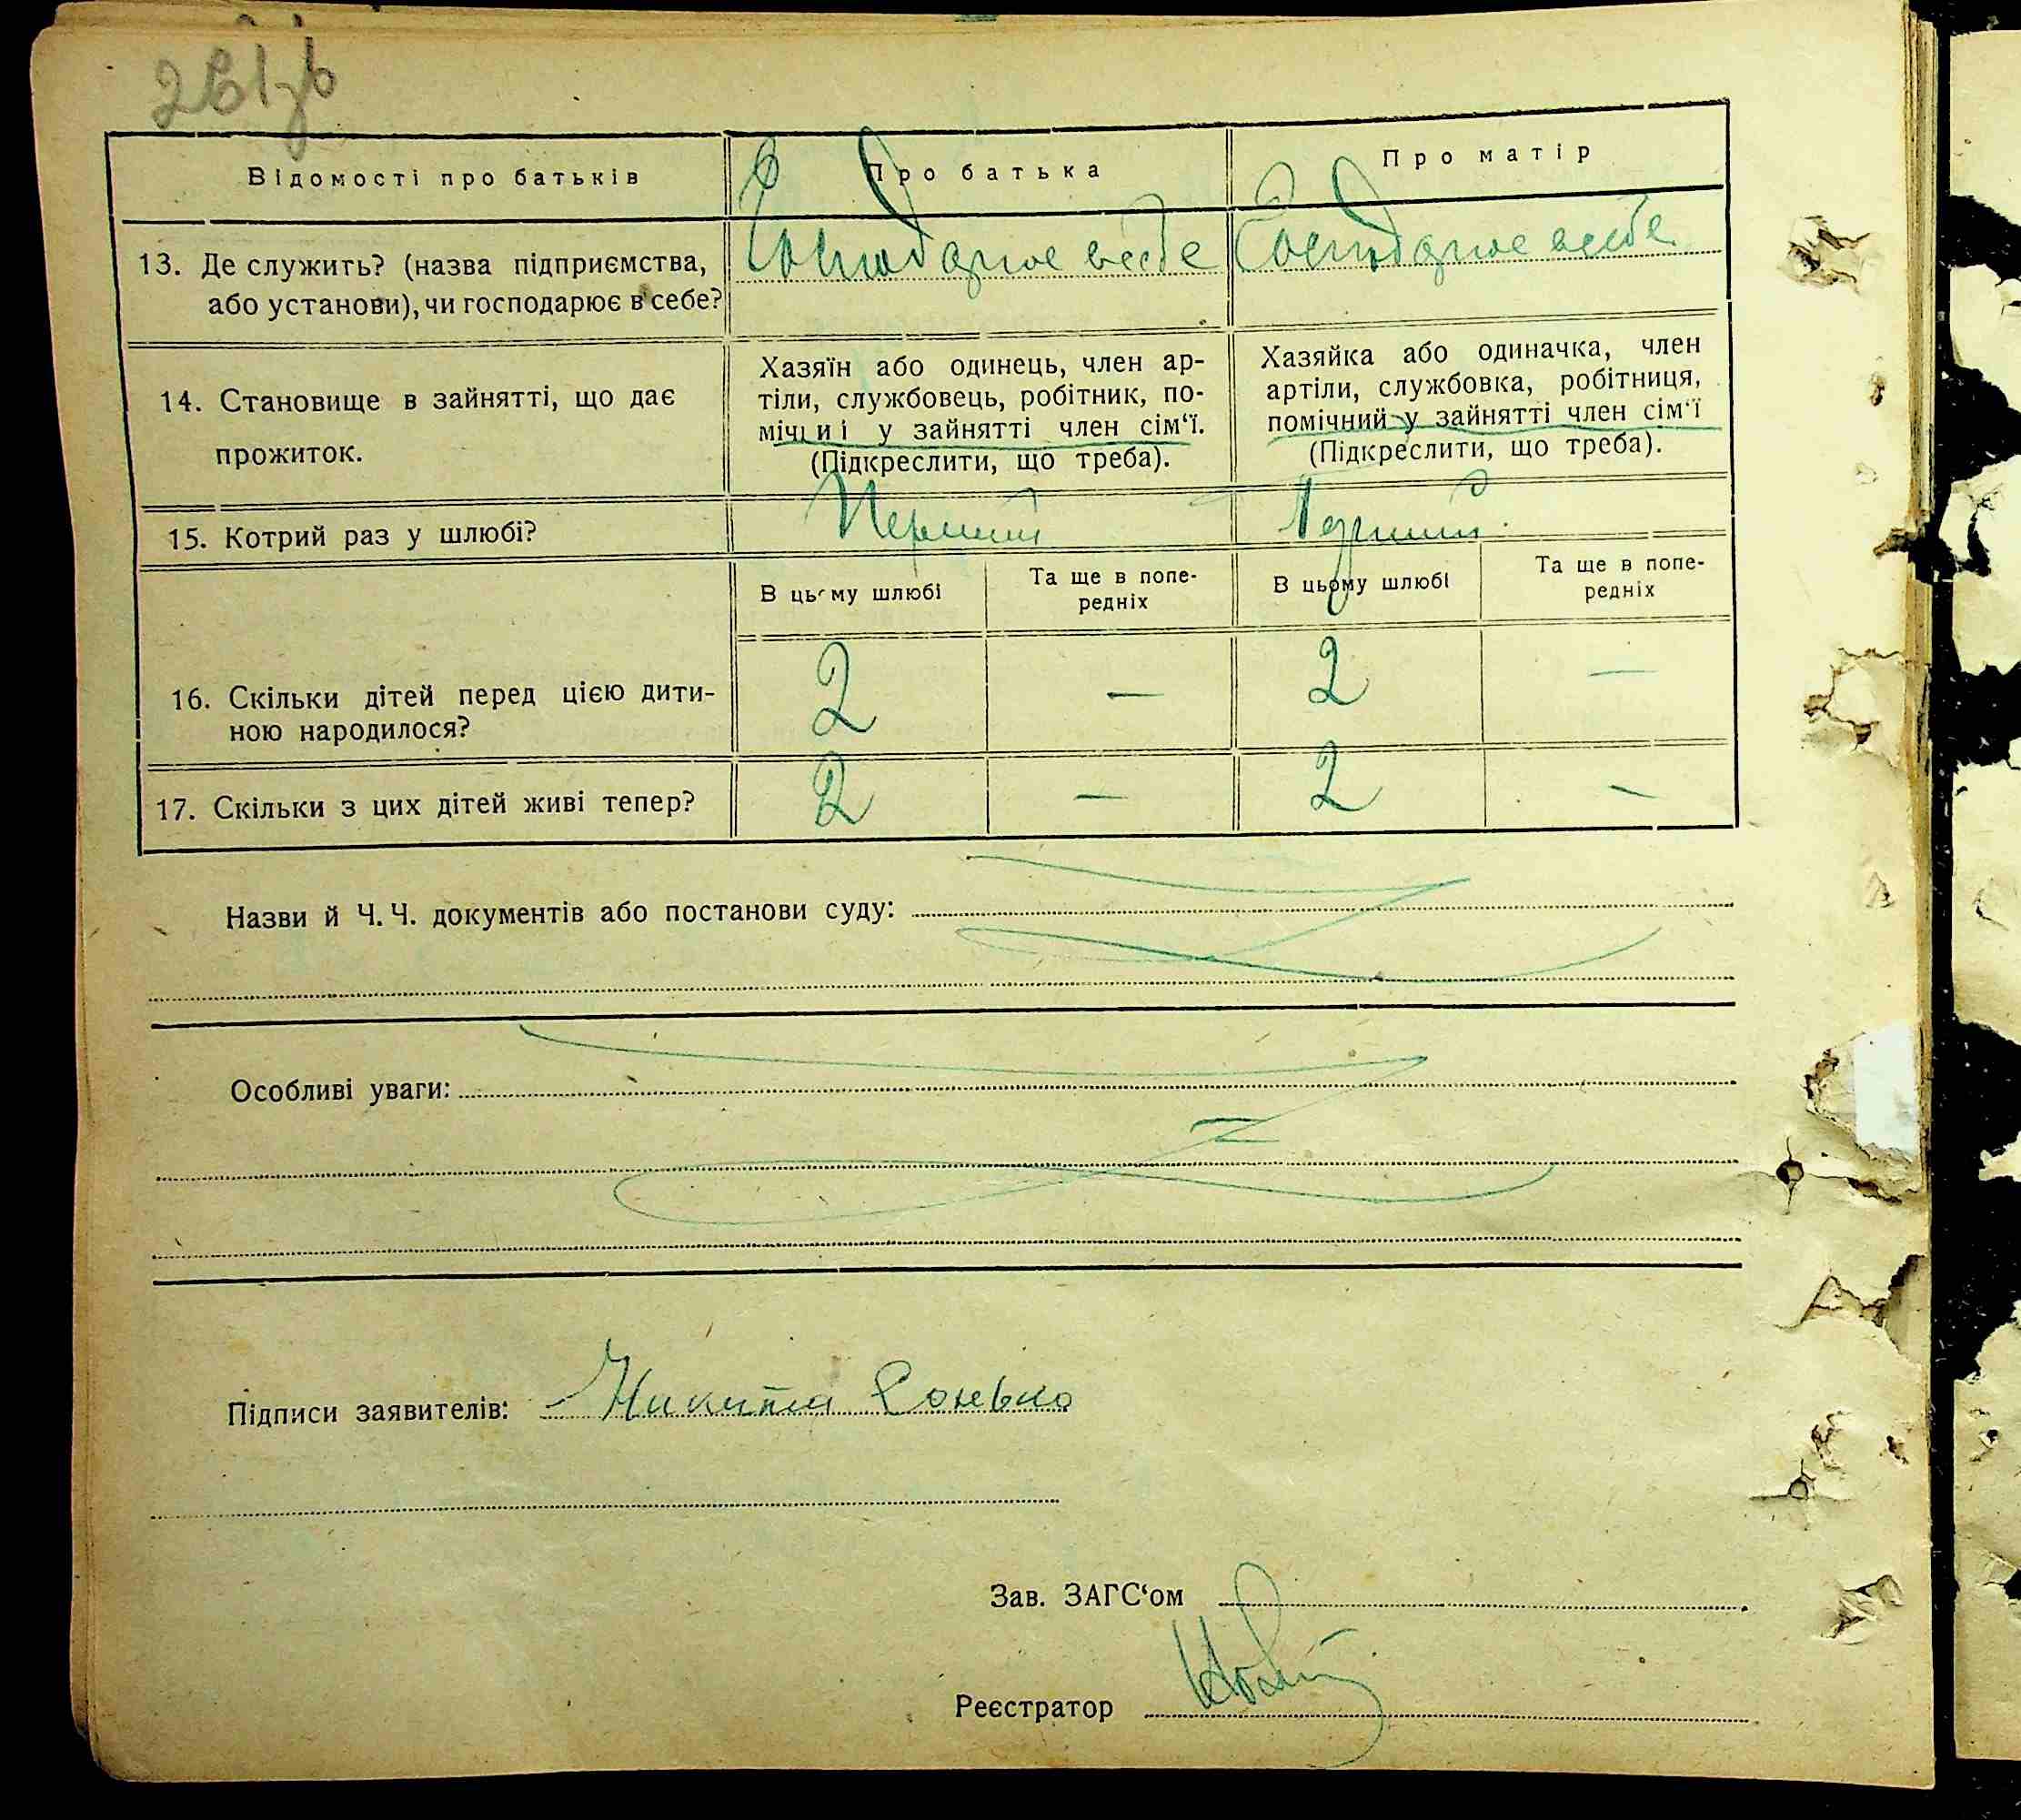 Відомості про батьків
Про батька
Про матір
13. Де служить? (назва підприємства,
або установи), чи господарює в себе?
Господарює в себе
Господарює в себе
14. Становище в зайнятті, що дає
прожиток.
Хазяїн або одинець, член ар-
тіли, службовець, робітник, по-
мічниі у зайнятті член сім‘ї.
(Підкреслити, що треба).
Хазяйка або одиначка, член
артіли, службовка, робітниця,
помічний у зайнятті член сім‘ї
(Підкреслити, що треба).
15. Котрий раз у шлюбі?
Перший
Перший
В цьому шлюбі
Та ще в попе-
редніх
В цьому шлюбі
Та ще в попе-
редніх
16. Скільки дітей перед цією дити-
ною народилося?
2 — 2 —
17. Скільки з цих дітей живі тепер?
2 — 2 —
Назви й Ч. Ч. документів або постанови суду:
Особливі уваги:
Підписи заявителів: Никита
Зав. ЗАГС‘ом
Реєстратор